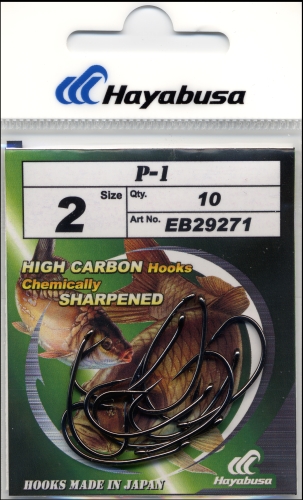 Hayabusa
P-1
2 Size Qty. 10
Art No. EB29271
HIGH CARBON Hooks
Chemically
SHARPENED
HOOKS MADE IN JAPAN
Hayabusa